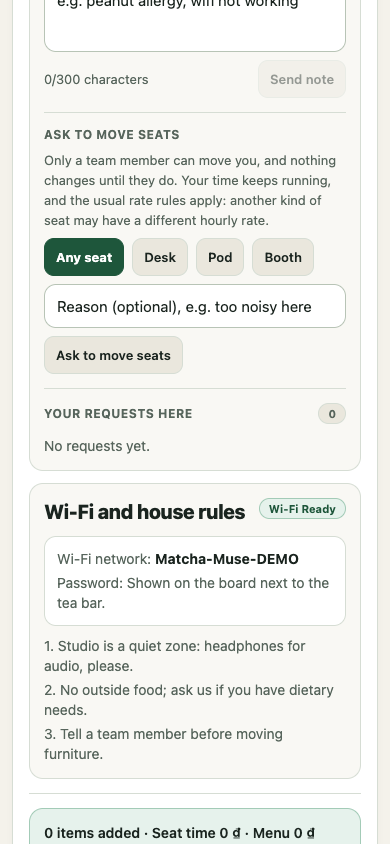 e.g. peanut allergy, wifi not working
0/300 characters
Send note
ASK TO MOVE SEATS
Only a team member can move you, and nothing
changes until they do. Your time keeps running,
and the usual rate rules apply: another kind of
seat may have a different hourly rate.
Any seat
Desk
Pod
Booth
Reason (optional), e.g. too noisy here
Ask to move seats
YOUR REQUESTS HERE
0
No requests yet.
Wi-Fi and house rules
Wi-Fi Ready
Wi-Fi network: Matcha-Muse-DEMO
Password: Shown on the board next to the
tea bar.
1. Studio is a quiet zone: headphones for
audio, please.
2. No outside food; ask us if you have dietary
needs.
3. Tell a team member before moving
furniture.
0 items added · Seat time 0 ₫ · Menu 0 ₫